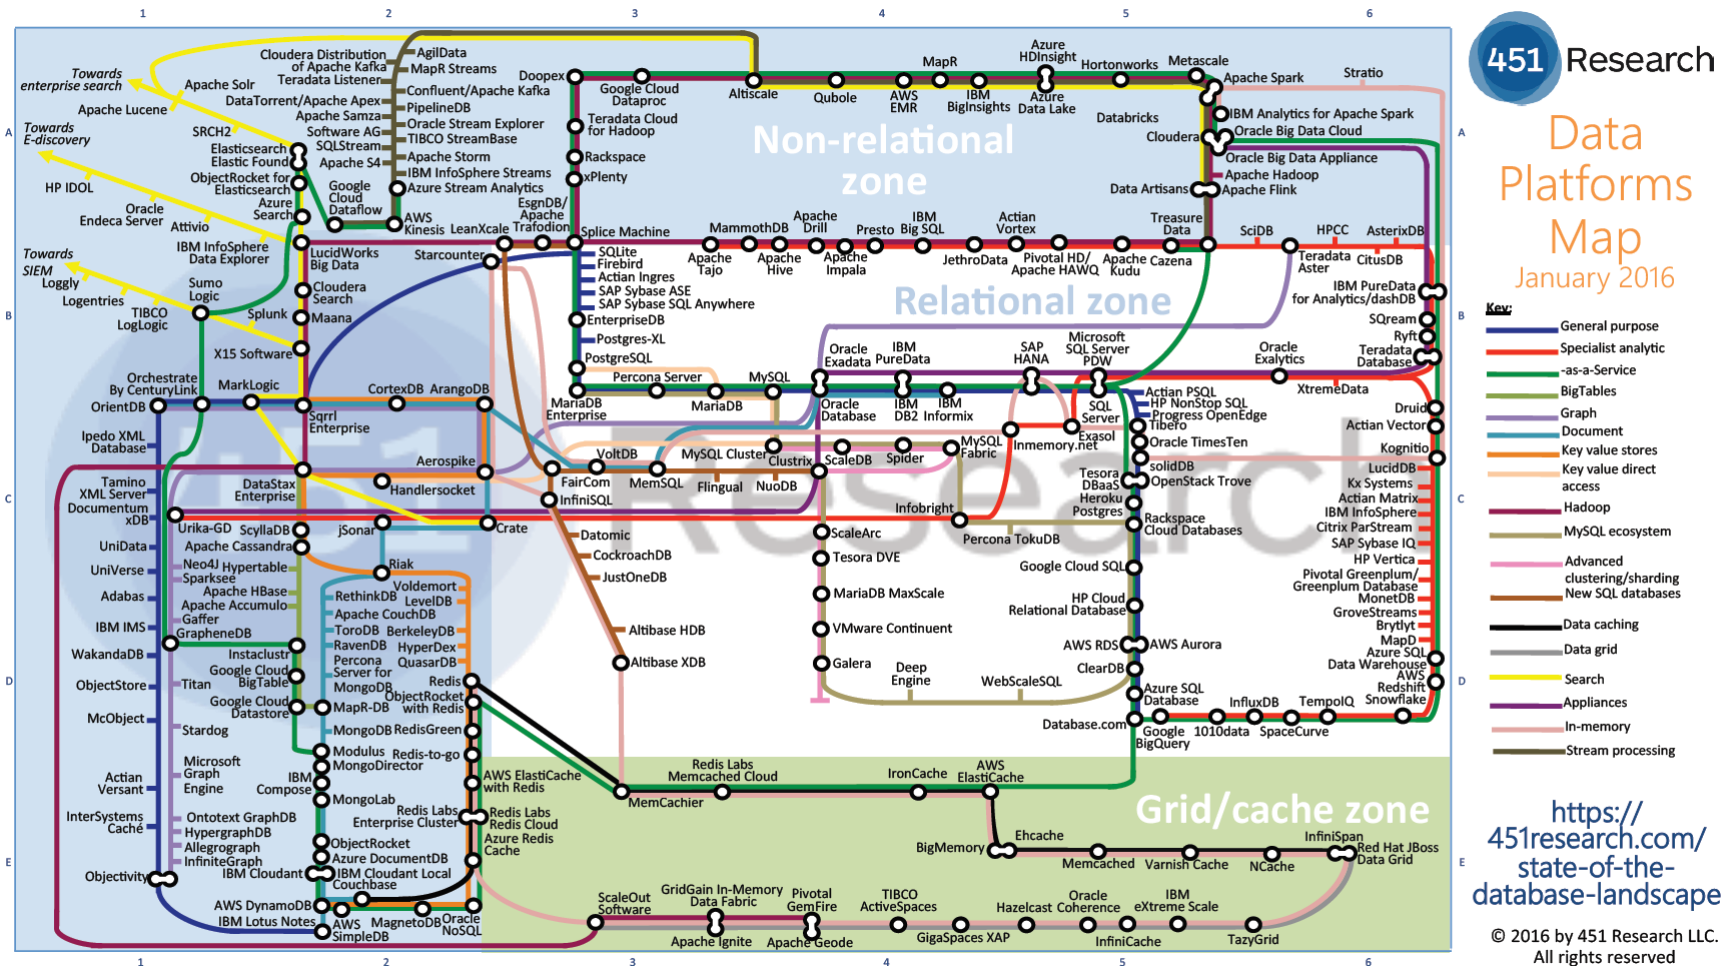 1
2
3
4
5
6
A
B
C
D
E
451 Research
Data
Platforms
Map
January 2016
Key:
General purpose
Specialist analytic
-as-a-Service
BigTables
Graph
Document
Key value stores
Key value direct
access
Hadoop
MySQL ecosystem
Advanced
clustering/sharding
New SQL databases
Data caching
Data grid
Search
Appliances
In-memory
Stream processing
https://
451research.com/
state-of-the-
database-landscape
© 2016 by 451 Research LLC.
All rights reserved
Non-relational
zone
Relational zone
Grid/cache zone
451 Research
Towards
enterprise search
Apache Solr
Apache Lucene
Towards
E-discovery
SRCH2
Elasticsearch
Elastic Found
ObjectRocket for
Elasticsearch
HP IDOL
Oracle
Endeca Server
Attivio
Azure
Search
IBM InfoSphere
Data Explorer
Towards
SIEM
Loggly
Logentries
Sumo
Logic
TIBCO
LogLogic
Splunk
X15 Software
LucidWorks
Big Data
Cloudera
Search
Maana
Cloudera Distribution
of Apache Kafka
Teradata Listener
DataTorrent/Apache Apex
Apache Samza
Software AG
SQLStream
Apache S4
Google
Cloud
Dataflow
AgilData
MapR Streams
Confluent/Apache Kafka
PipelineDB
Oracle Stream Explorer
TIBCO StreamBase
Apache Storm
IBM InfoSphere Streams
Azure Stream Analytics
AWS
Kinesis
LeanXcale
EsgnDB/
Apache
Trafodion
Starcounter
Doopex
Google Cloud
Dataproc
Teradata Cloud
for Hadoop
Rackspace
xPlenty
Splice Machine
Altiscale
Qubole
AWS
EMR
MapR
IBM
BigInsights
Azure
HDInsight
Azure
Data Lake
Hortonworks
Metascale
Apache Spark
Stratio
Databricks
IBM Analytics for Apache Spark
Cloudera
Oracle Big Data Cloud
Oracle Big Data Appliance
Apache Hadoop
Data Artisans
Apache Flink
Treasure
Data
Apache
Tajo
MammothDB
Apache
Hive
Apache
Drill
Apache
Impala
Presto
IBM
Big SQL
JethroData
Actian
Vortex
Pivotal HD/
Apache HAWQ
Apache
Kudu
Cazena
SciDB
Teradata
Aster
HPCC
CitusDB
AsterixDB
IBM PureData
for Analytics/dashDB
SQream
Ryft
Teradata
Database
SQLite
Firebird
Actian Ingres
SAP Sybase ASE
SAP Sybase SQL Anywhere
EnterpriseDB
Postgres-XL
PostgreSQL
MariaDB
Enterprise
Percona Server
MariaDB
MySQL
Oracle
Exadata
Oracle
Database
IBM
PureData
IBM
DB2
IBM
Informix
SAP
HANA
Microsoft
SQL Server
PDW
SQL
Server
Oracle
Exalytics
XtremeData
Actian PSQL
HP NonStop SQL
Progress OpenEdge
Tibero
Oracle TimesTen
solidDB
Exasol
Inmemory.net
Druid
Actian Vector
Kognitio
LucidDB
Kx Systems
Actian Matrix
IBM InfoSphere
Citrix ParStream
SAP Sybase IQ
HP Vertica
Pivotal Greenplum/
Greenplum Database
MonetDB
GroveStreams
Brytlyt
MapD
Azure SQL
Data Warehouse
AWS
Redshift
Snowflake
TempoIQ
SpaceCurve
InfluxDB
1010data
Google
BigQuery
Database.com
Azure SQL
Database
ClearDB
AWS RDS
AWS Aurora
HP Cloud
Relational Database
Google Cloud SQL
Rackspace
Cloud Databases
Heroku
Postgres
Tesora
DBaaS
OpenStack Trove
Orchestrate
By CenturyLink
OrientDB
MarkLogic
Sqrrl
Enterprise
CortexDB
ArangoDB
Ipedo XML
Database
Tamino
XML Server
Documentum
xDB
UniData
UniVerse
Adabas
IBM IMS
WakandaDB
ObjectStore
McObject
Actian
Versant
InterSystems
Caché
Objectivity
DataStax
Enterprise
Aerospike
Handlersocket
Urika-GD
ScyllaDB
Apache Cassandra
jSonar
Crate
Riak
Neo4J
Sparksee
Hypertable
Apache HBase
Apache Accumulo
Gaffer
GrapheneDB
Instaclustr
Google Cloud
BigTable
Google Cloud
Datastore
Titan
Stardog
Microsoft
Graph
Engine
Ontotext GraphDB
HypergraphDB
Allegrograph
InfiniteGraph
RethinkDB
Apache CouchDB
ToroDB
RavenDB
Percona
Server for
MongoDB
MapR-DB
MongoDB
Modulus
MongoDirector
IBM
Compose
MongoLab
ObjectRocket
Azure DocumentDB
IBM Cloudant
IBM Cloudant Local
Couchbase
AWS DynamoDB
IBM Lotus Notes
AWS
SimpleDB
MagnetoDB
Oracle
NoSQL
Voldemort
LevelDB
BerkeleyDB
HyperDex
QuasarDB
Redis
ObjectRocket
with Redis
RedisGreen
Redis-to-go
AWS ElastiCache
with Redis
Redis Labs
Enterprise Cluster
Redis Labs
Redis Cloud
Azure Redis
Cache
FairCom
VoltDB
MemSQL
InfiniSQL
Flingual
NuoDB
MySQL Cluster
Clustrix
ScaleDB
Spider
MySQL
Fabric
Infobright
Percona TokuDB
Datomic
CockroachDB
JustOneDB
Altibase HDB
Altibase XDB
ScaleArc
Tesora DVE
MariaDB MaxScale
VMware Continuent
Galera
Deep
Engine
WebScaleSQL
MemCachier
Redis Labs
Memcached Cloud
IronCache
AWS
ElastiCache
BigMemory
Ehcache
Memcached
Varnish Cache
NCache
InfiniSpan
Red Hat JBoss
Data Grid
ScaleOut
Software
GridGain In-Memory
Data Fabric
Apache Ignite
Pivotal
GemFire
Apache Geode
TIBCO
ActiveSpaces
GigaSpaces XAP
Hazelcast
Oracle
Coherence
InfiniCache
IBM
eXtreme Scale
TazyGrid
1
2
3
4
5
6
A
B
C
D
E